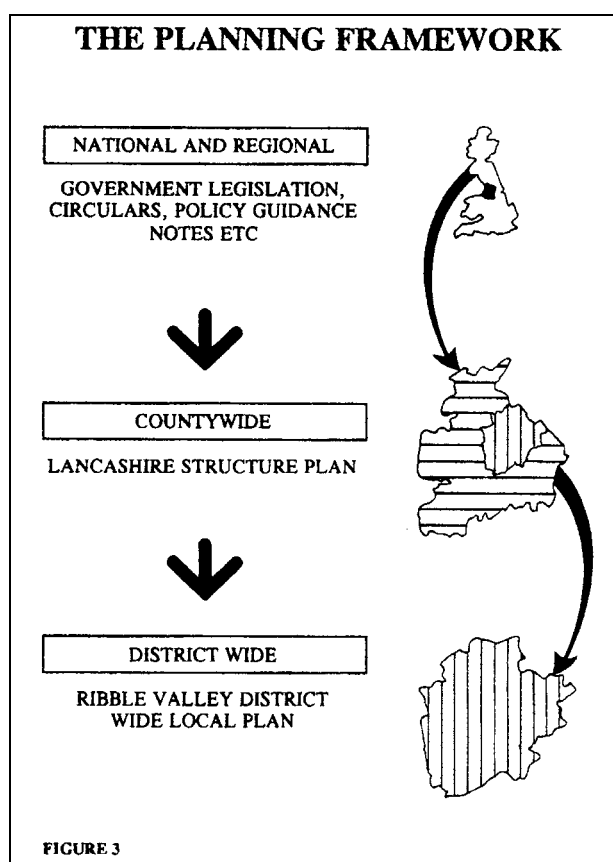 THE PLANNING FRAMEWORK
NATIONAL AND REGIONAL
GOVERNMENT LEGISLATION,
CIRCULARS, POLICY GUIDANCE
NOTES ETC
COUNTYWIDE
LANCASHIRE STRUCTURE PLAN
DISTRICT WIDE
RIBBLE VALLEY DISTRICT
WIDE LOCAL PLAN
FIGURE 3